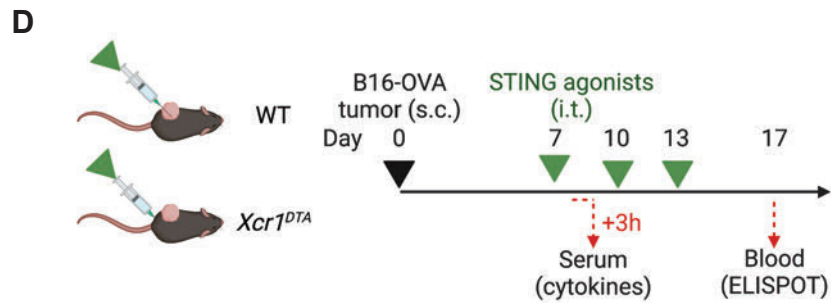 D
WT
Xcr1DTA
B16-OVA
tumor (s.c.)
STING agonists
(i.t.)
Day 0 7 10 13 17
+3h
Serum
(cytokines)
Blood
(ELISPOT)